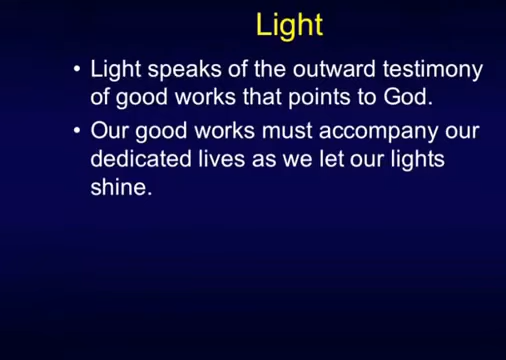 Light
• Light speaks of the outward testimony
of good works that points to God.
• Our good works must accompany our
dedicated lives as we let our lights
shine.